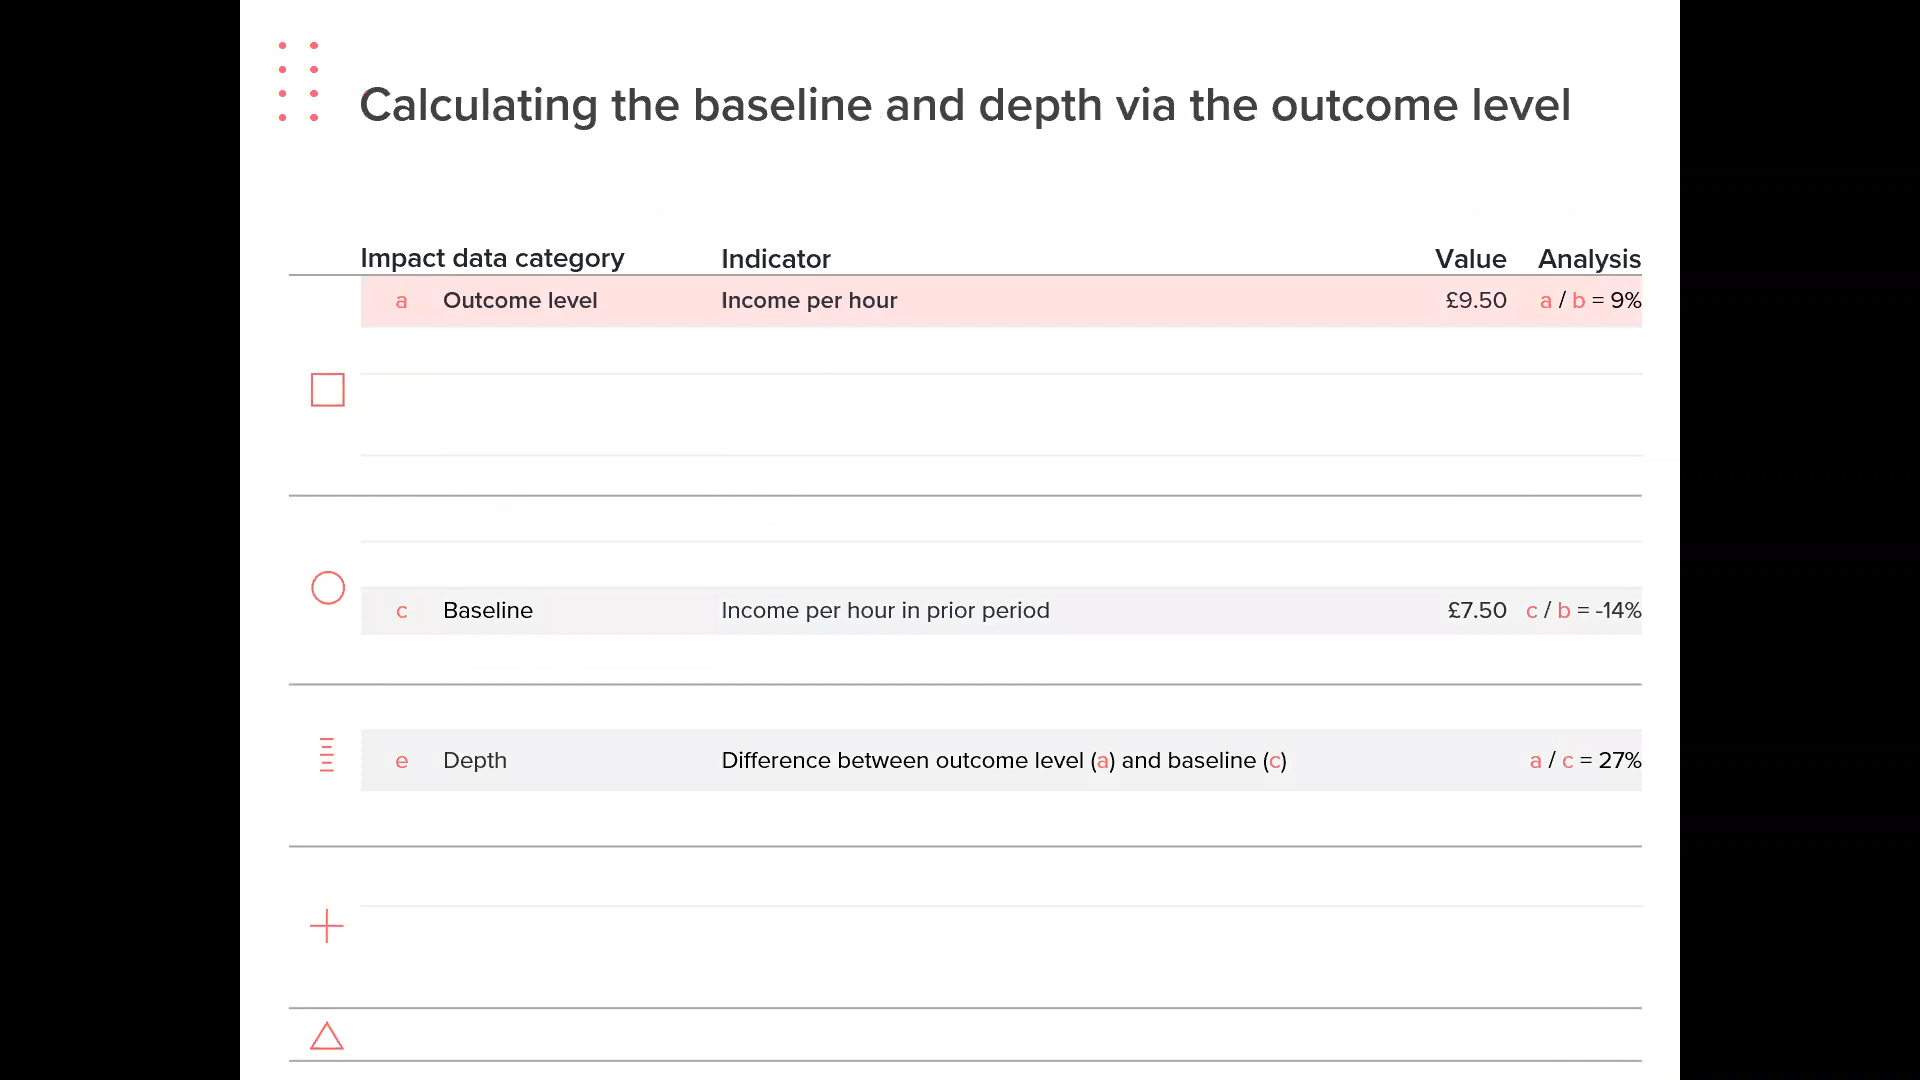 Calculating the baseline and depth via the outcome level
Impact data category Indicator Value Analysis
a Outcome level Income per hour £9.50 a / b = 9%
c Baseline Income per hour in prior period £7.50 c / b = -14%
e Depth Difference between outcome level (a) and baseline (c) a / c = 27%